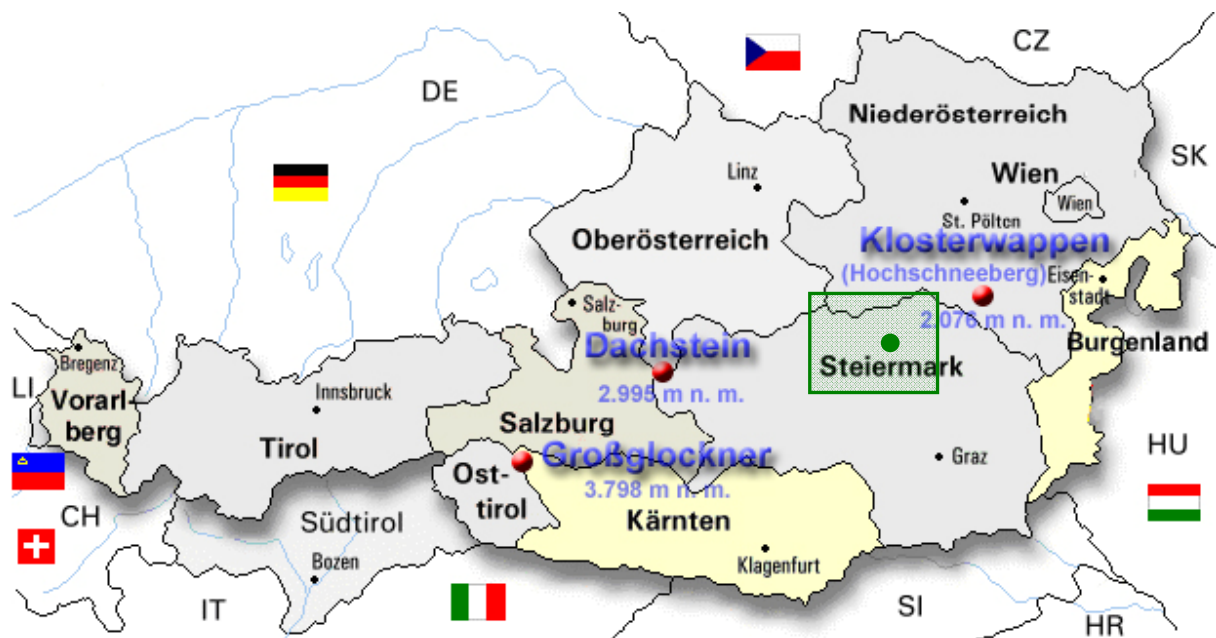 CZ
DE
Niederösterreich
SK
Linz
Wien
Wien
St. Pölten
Oberösterreich
Klosterwappen
(Hochschneeberg)
Eisen-
stadt
Salz-
burg
2.076 m n. m.
Dachstein
Burgenland
Bregenz
Steiermark
LI
Innsbruck
2.995 m n. m.
Vorarl-
berg
Salzburg
Tirol
HU
Großglockner
Graz
Ost-
tirol
3.798 m n. m.
CH
Südtirol
Kärnten
Bozen
Klagenfurt
IT
SI
HR